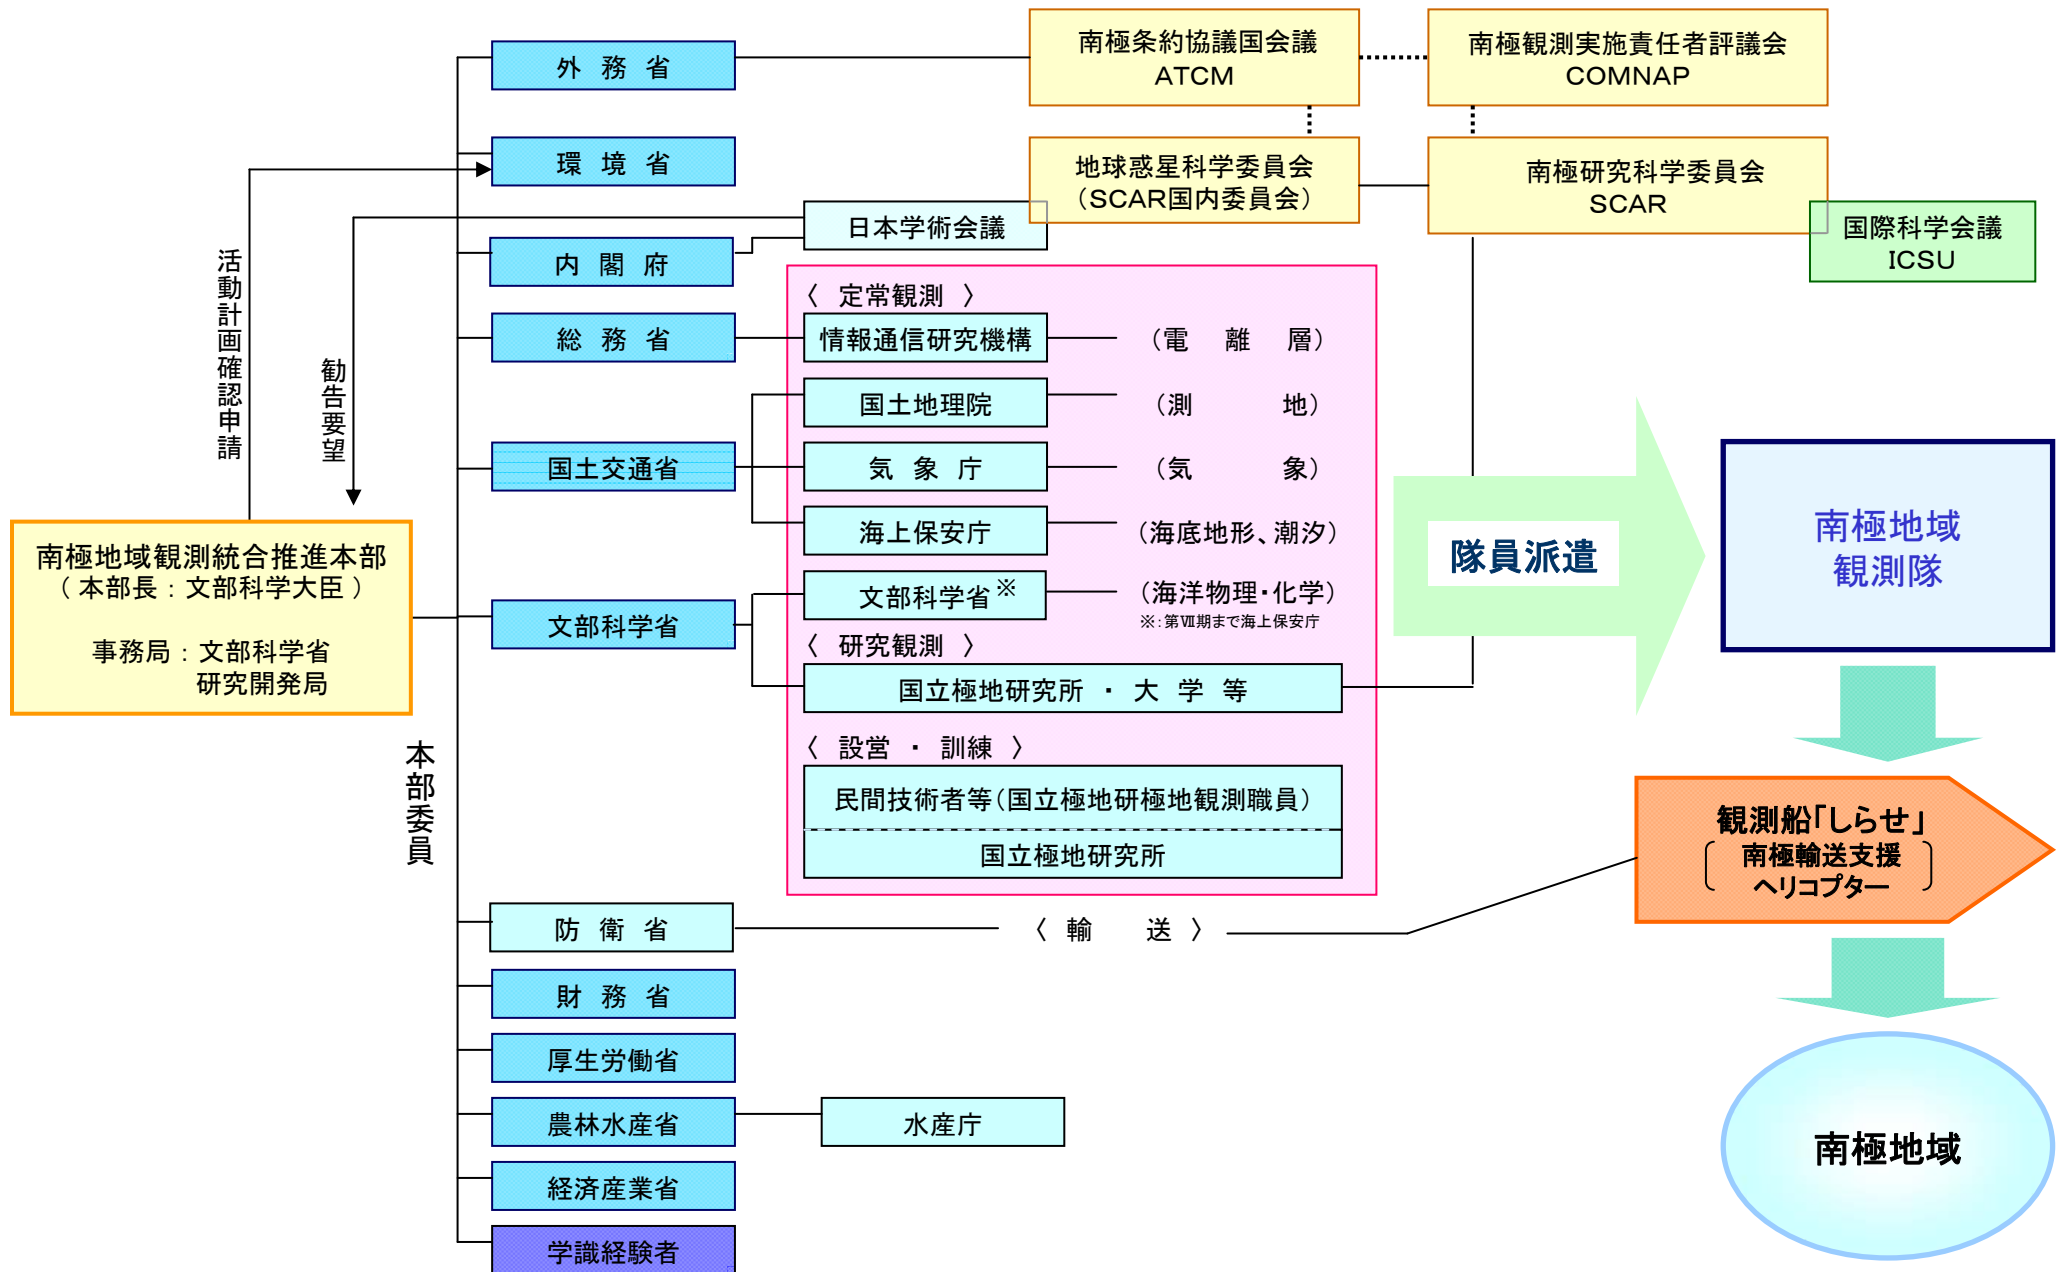 外務省
南極条約協議国会議
ATCM
南極観測実施責任者評議会
COMNAP
環境省
地球惑星科学委員会
（SCAR国内委員会）
南極研究科学委員会
SCAR
日本学術会議
国際科学会議
ICSU
内閣府
活動計画確認申請
勧告要望
〈 定常観測 〉
総務省
情報通信研究機構
（電離層）
国土地理院
（測地）
国土交通省
気象庁
（気象）
海上保安庁
（海底地形、潮汐）
文部科学省
文部科学省※
（海洋物理・化学）
※：第Ⅶ期まで海上保安庁
〈 研究観測 〉
国立極地研究所 ・ 大学等
〈 設営 ・ 訓練 〉
民間技術者等（国立極地研極地観測職員）
国立極地研究所
南極地域観測統合推進本部
（ 本部長 ： 文部科学大臣 ）
事務局 ： 文部科学省
研究開発局
本部委員
隊員派遣
南極地域
観測隊
観測船「しらせ」
南極輸送支援
ヘリコプター
防衛省
〈 輸送 〉
財務省
厚生労働省
農林水産省
水産庁
経済産業省
学識経験者
南極地域